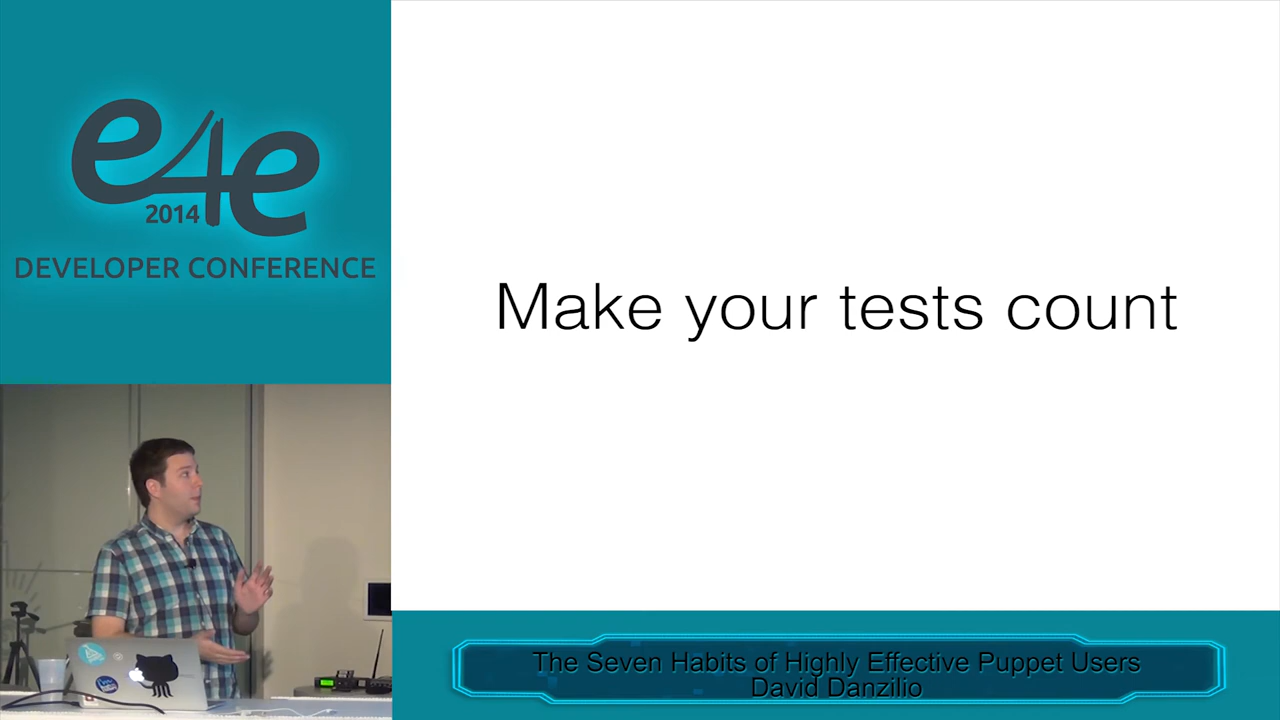 e4e
2014
DEVELOPER CONFERENCE
Make your tests count
The Seven Habits of Highly Effective Puppet Users
David Danzilio